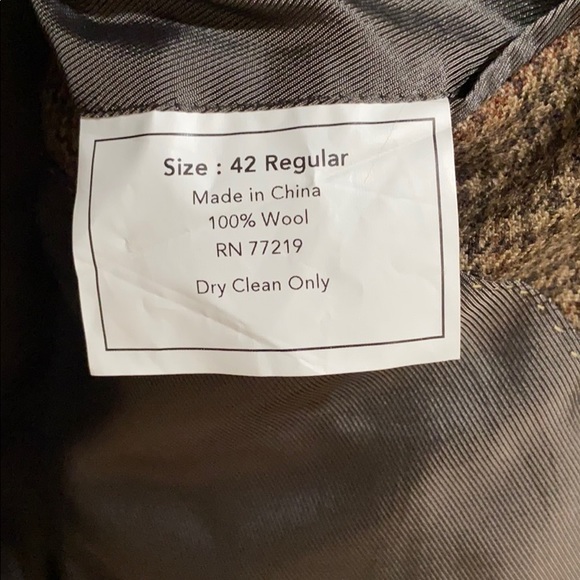 Size : 42 Regular
Made in China
100% Wool
RN 77219
Dry Clean Only